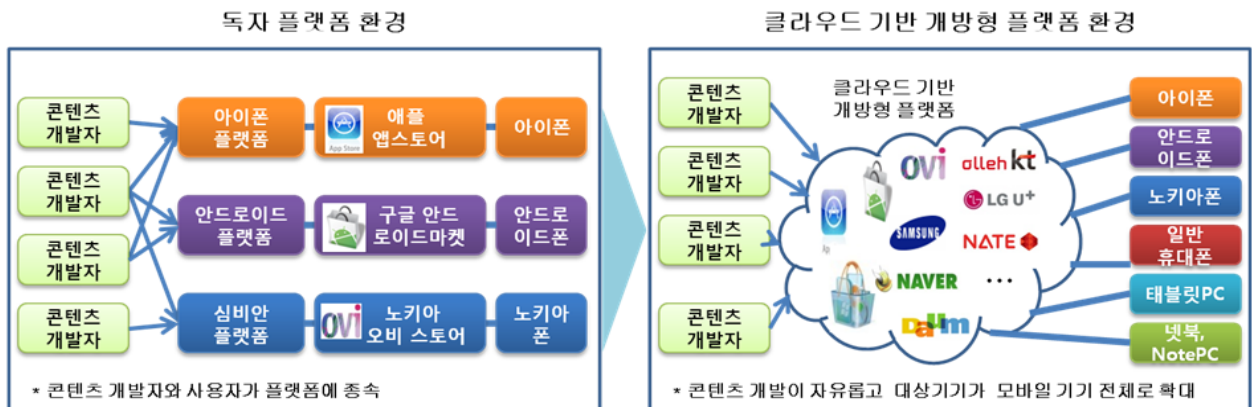 독자 플랫폼 환경
클라우드 기반 개방형 플랫폼 환경
콘텐츠
개발자
콘텐츠
개발자
콘텐츠
개발자
콘텐츠
개발자
아이폰
플랫폼
App Store
애플
앱스토어
아이폰
안드로이드
플랫폼
구글 안드
로이드마켓
안드로
이드폰
심비안
플랫폼
OVI
노키아
오비 스토어
노키아
폰
* 콘텐츠 개발자와 사용자가 플랫폼에 종속
콘텐츠
개발자
콘텐츠
개발자
콘텐츠
개발자
콘텐츠
개발자
클라우드 기반
개방형 플랫폼
OVI
olleh kt
LG U+
Ap
SAMSUNG
NATE
NAVER
...
Daum
아이폰
안드로
이드폰
노키아폰
일반
휴대폰
태블릿PC
넷북,
NotePC
* 콘텐츠 개발이 자유롭고 대상기기가 모바일 기기 전체로 확대